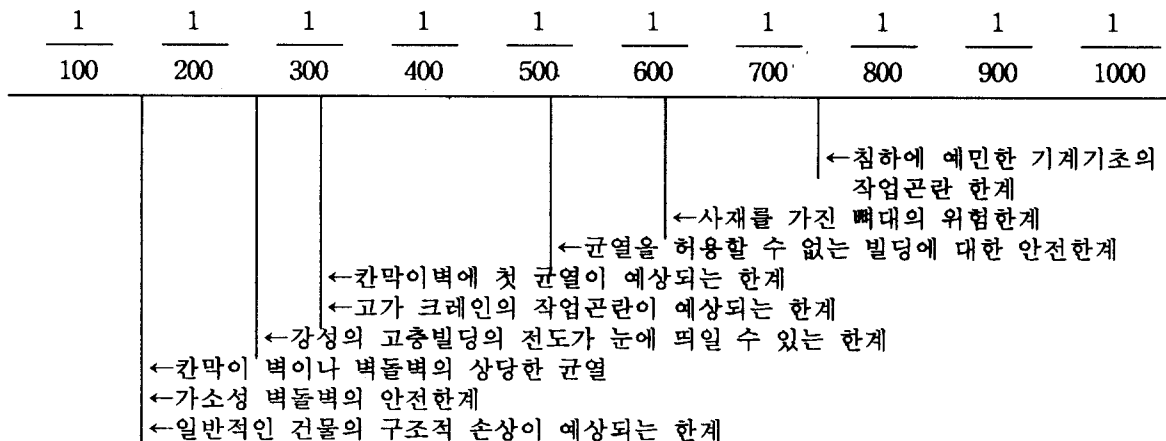 1 1 1 1 1 1 1 1 1 1
100 200 300 400 500 600 700 800 900 1000
←침하에 예민한 기계기초의
작업곤란 한계
←사재를 가진 뼈대의 위험한계
←균열을 허용할 수 없는 빌딩에 대한 안전한계
←칸막이벽에 첫 균열이 예상되는 한계
←고가 크레인의 작업곤란이 예상되는 한계
←강성의 고층빌딩의 전도가 눈에 띄일 수 있는 한계
←칸막이 벽이나 벽돌벽의 상당한 균열
←가소성 벽돌벽의 안전한계
←일반적인 건물의 구조적 손상이 예상되는 한계